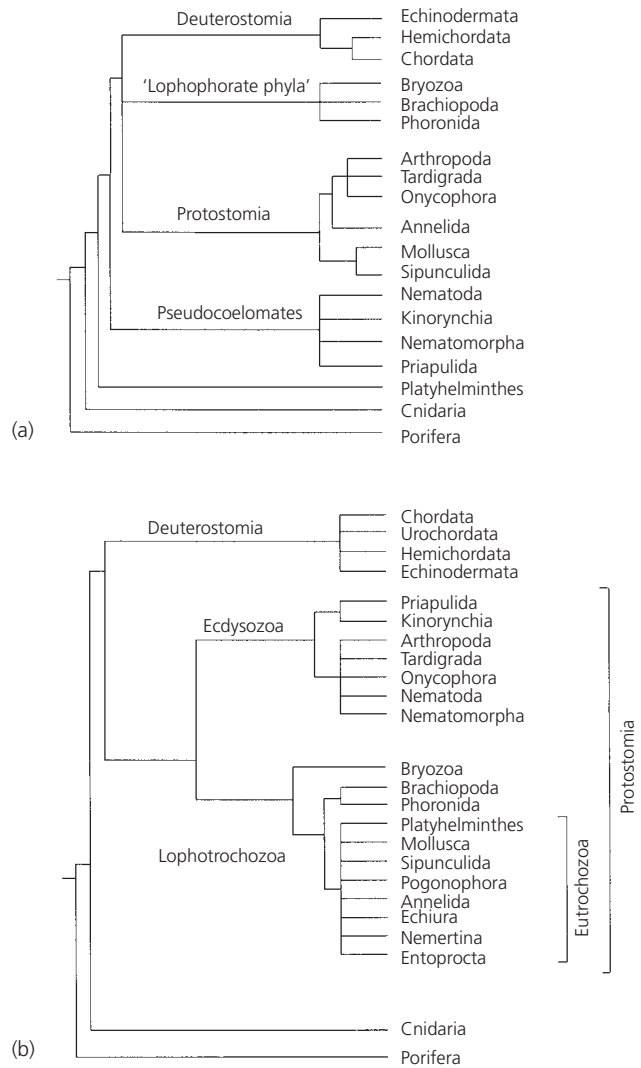 Deuterostomia
Echinodermata
Hemichordata
Chordata
'Lophophorate phyla'
Bryozoa
Brachiopoda
Phoronida
Protostomia
Arthropoda
Tardigrada
Onycophora
Annelida
Mollusca
Sipunculida
Pseudocoelomates
Nematoda
Kinorynchia
Nematomorpha
Priapulida
Platyhelminthes
Cnidaria
Porifera
(a)
Deuterostomia
Chordata
Urochordata
Hemichordata
Echinodermata
Ecdysozoa
Priapulida
Kinorynchia
Arthropoda
Tardigrada
Onycophora
Nematoda
Nematomorpha
Lophotrochozoa
Bryozoa
Brachiopoda
Phoronida
Platyhelminthes
Mollusca
Sipunculida
Pogonophora
Annelida
Echiura
Nemertina
Entoprocta
Eutrochozoa
Protostomia
Cnidaria
Porifera
(b)